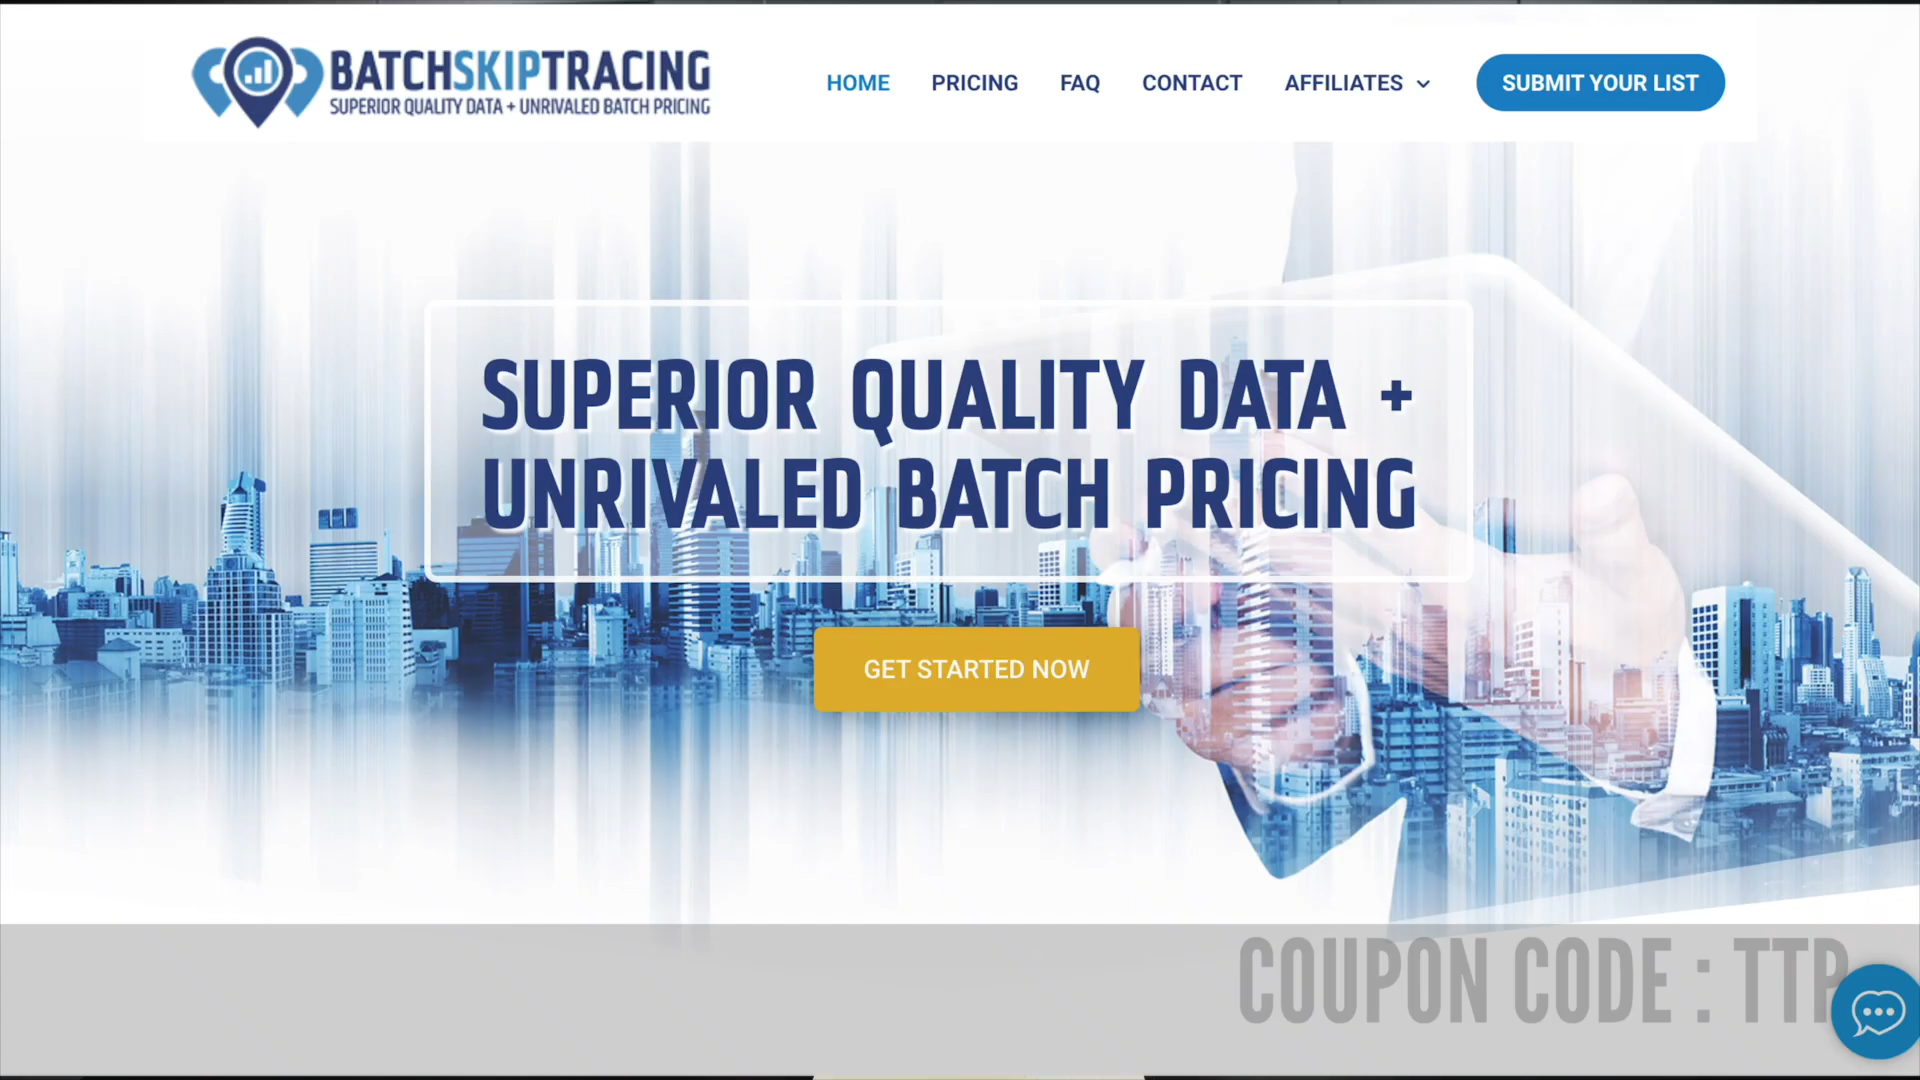 BATCHSKIPTRACING
SUPERIOR QUALITY DATA + UNRIVALED BATCH PRICING
HOME
PRICING
FAQ
CONTACT
AFFILIATES
SUBMIT YOUR LIST
SUPERIOR QUALITY DATA +
UNRIVALED BATCH PRICING
GET STARTED NOW
COUPON CODE : TTP